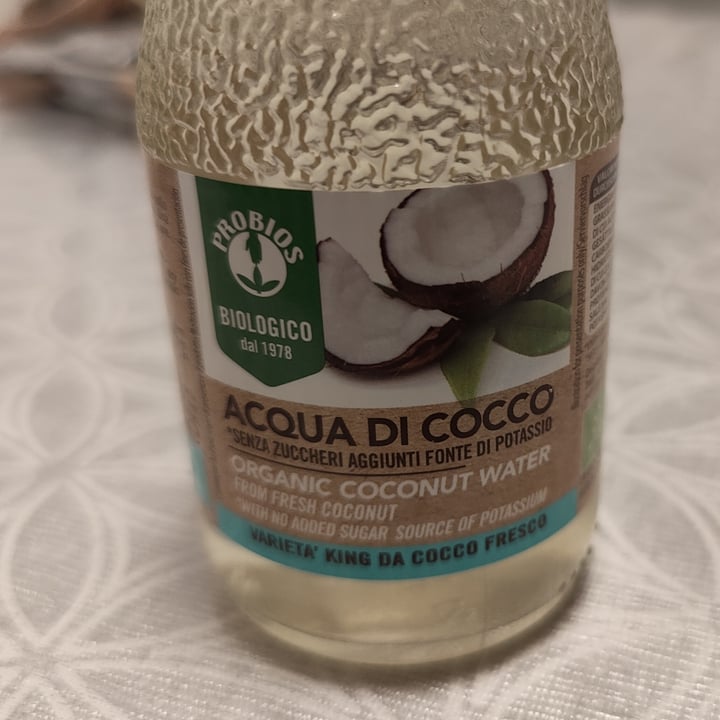 PROBIOS
BIOLOGICO
dal 1978
ACQUA DI COCCO
*SENZA ZUCCHERI AGGIUNTI FONTE DI POTASSIO
ORGANIC COCONUT WATER
FROM FRESH COCONUT
*WITH NO ADDED SUGAR SOURCE OF POTASSIUM
VARIETA' KING DA COCCO FRESCO